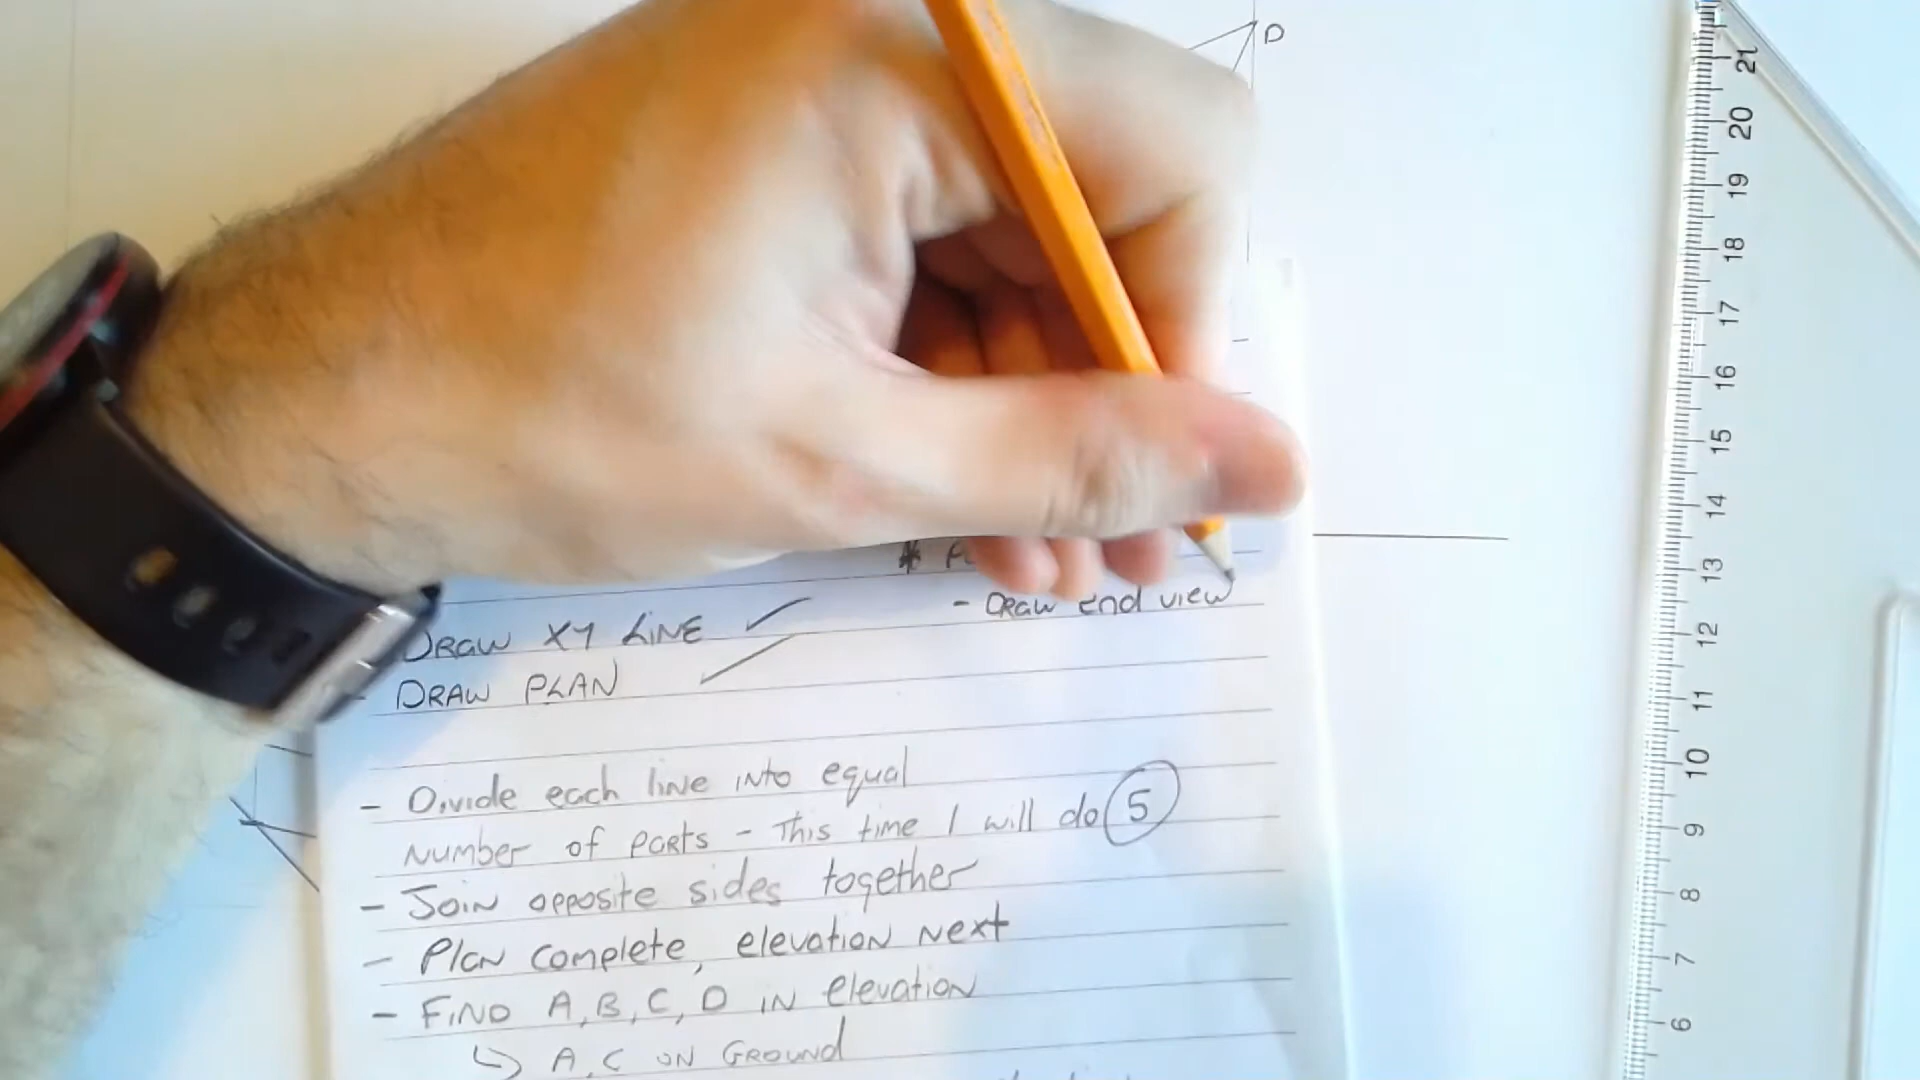 D
- DRAW end view
DRAW XY LINE
- DRAW PLAN
- Divide each line into equal
number of parts - This time I will do 5
- Join opposite sides together
- Plan complete, elevation next
- FIND A, B, C, D IN elevation
↳ A, C ON GROUND
21
20
19
18
17
16
15
14
13
12
11
10
9
8
7
6